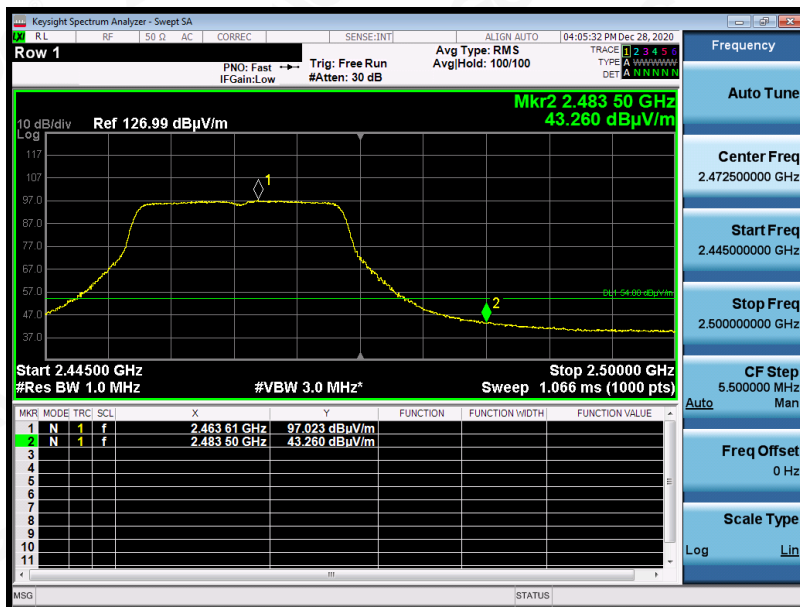 Keysight Spectrum Analyzer - Swept SA
LXI RL RF 50 Ω AC CORREC SENSE:INT ALIGN AUTO 04:05:32 PM Dec 28, 2020
Row 1
PNO: Fast
IFGain:Low
Trig: Free Run
#Atten: 30 dB
Avg Type: RMS
Avg|Hold: 100/100
TRACE 1 2 3 4 5 6
TYPE A WWWWW
DET A N N N N N
Mkr2 2.483 50 GHz
43.260 dBµV/m
10 dB/div Ref 126.99 dBµV/m
Log
117
107
97.0
87.0
77.0
67.0
57.0
47.0
37.0
1
2
DL1 54.00 dBµV/m
Start 2.44500 GHz Stop 2.50000 GHz
#Res BW 1.0 MHz #VBW 3.0 MHz* Sweep 1.066 ms (1000 pts)
MKR MODE TRC SCL X Y FUNCTION FUNCTION WIDTH FUNCTION VALUE
1 N 1 f 2.463 61 GHz 97.023 dBµV/m
2 N 1 f 2.483 50 GHz 43.260 dBµV/m
3
4
5
6
7
8
9
10
11
MSG STATUS
Frequency
Auto Tune
Center Freq
2.472500000 GHz
Start Freq
2.445000000 GHz
Stop Freq
2.500000000 GHz
CF Step
5.500000 MHz
Auto Man
Freq Offset
0 Hz
Scale Type
Log Lin